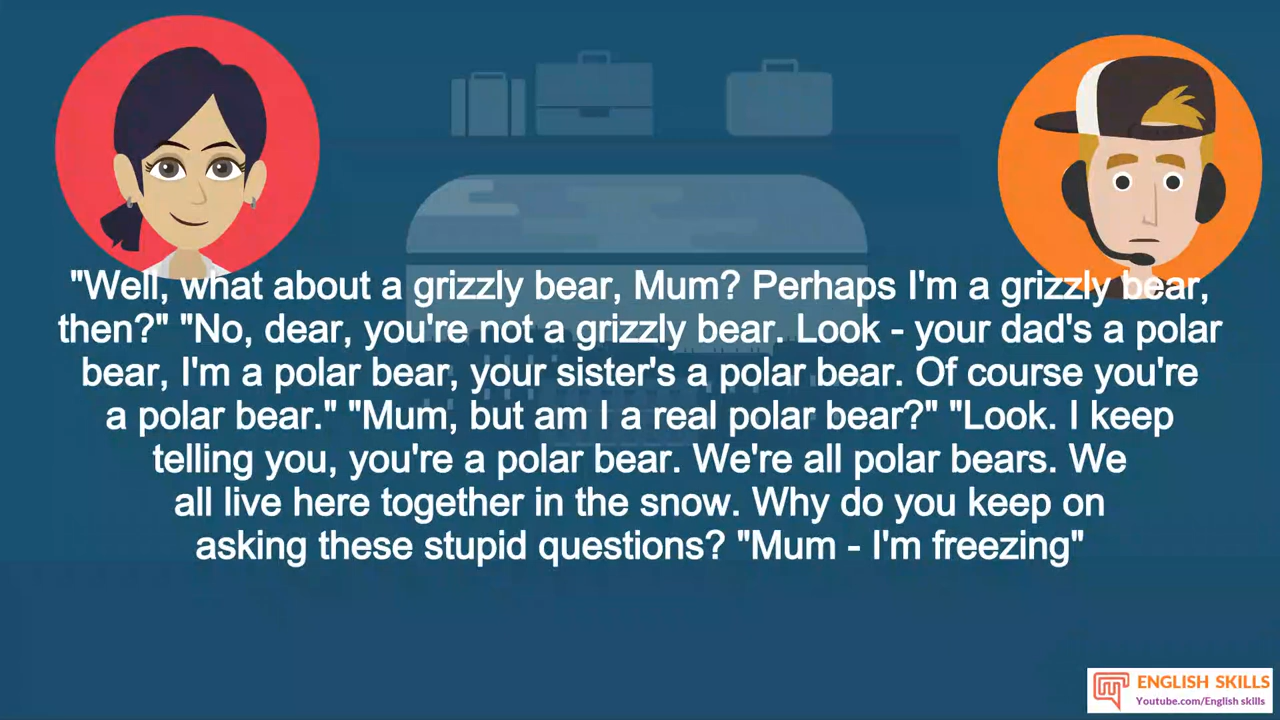 "Well, what about a grizzly bear, Mum? Perhaps I'm a grizzly bear,
then?" "No, dear, you're not a grizzly bear. Look - your dad's a polar
bear, I'm a polar bear, your sister's a polar bear. Of course you're
a polar bear." "Mum, but am I a real polar bear?" "Look. I keep
telling you, you're a polar bear. We're all polar bears. We
all live here together in the snow. Why do you keep on
asking these stupid questions? "Mum - I'm freezing"
ENGLISH SKILLS
Youtube.com/English skills